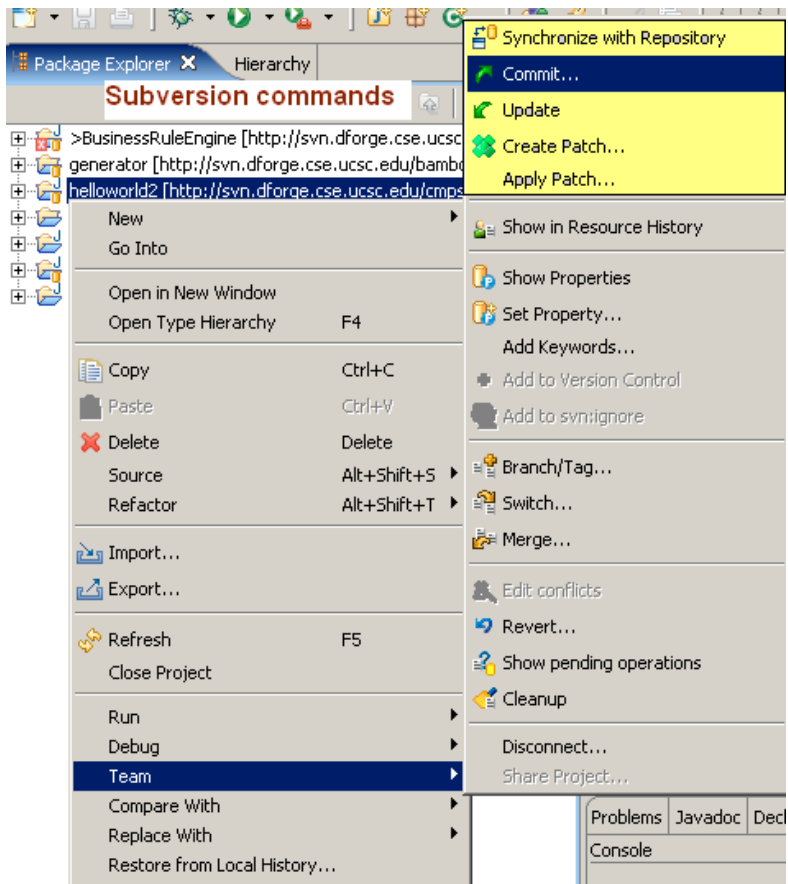 Package Explorer Hierarchy
Subversion commands
>BusinessRuleEngine [http://svn.dforge.cse.ucsc
generator [http://svn.dforge.cse.ucsc.edu/bambo
helloworld2 [http://svn.dforge.cse.ucsc.edu/cmps
New
Go Into
Open in New Window
Open Type Hierarchy F4
Copy Ctrl+C
Paste Ctrl+V
Delete Delete
Source Alt+Shift+S
Refactor Alt+Shift+T
Import...
Export...
Refresh F5
Close Project
Run
Debug
Team
Compare With
Replace With
Restore from Local History...
Synchronize with Repository
Commit...
Update
Create Patch...
Apply Patch...
Show in Resource History
Show Properties
Set Property...
Add Keywords...
Add to Version Control
Add to svn:ignore
Branch/Tag...
Switch...
Merge...
Edit conflicts
Revert...
Show pending operations
Cleanup
Disconnect...
Share Project...
Problems Javadoc Decl
Console